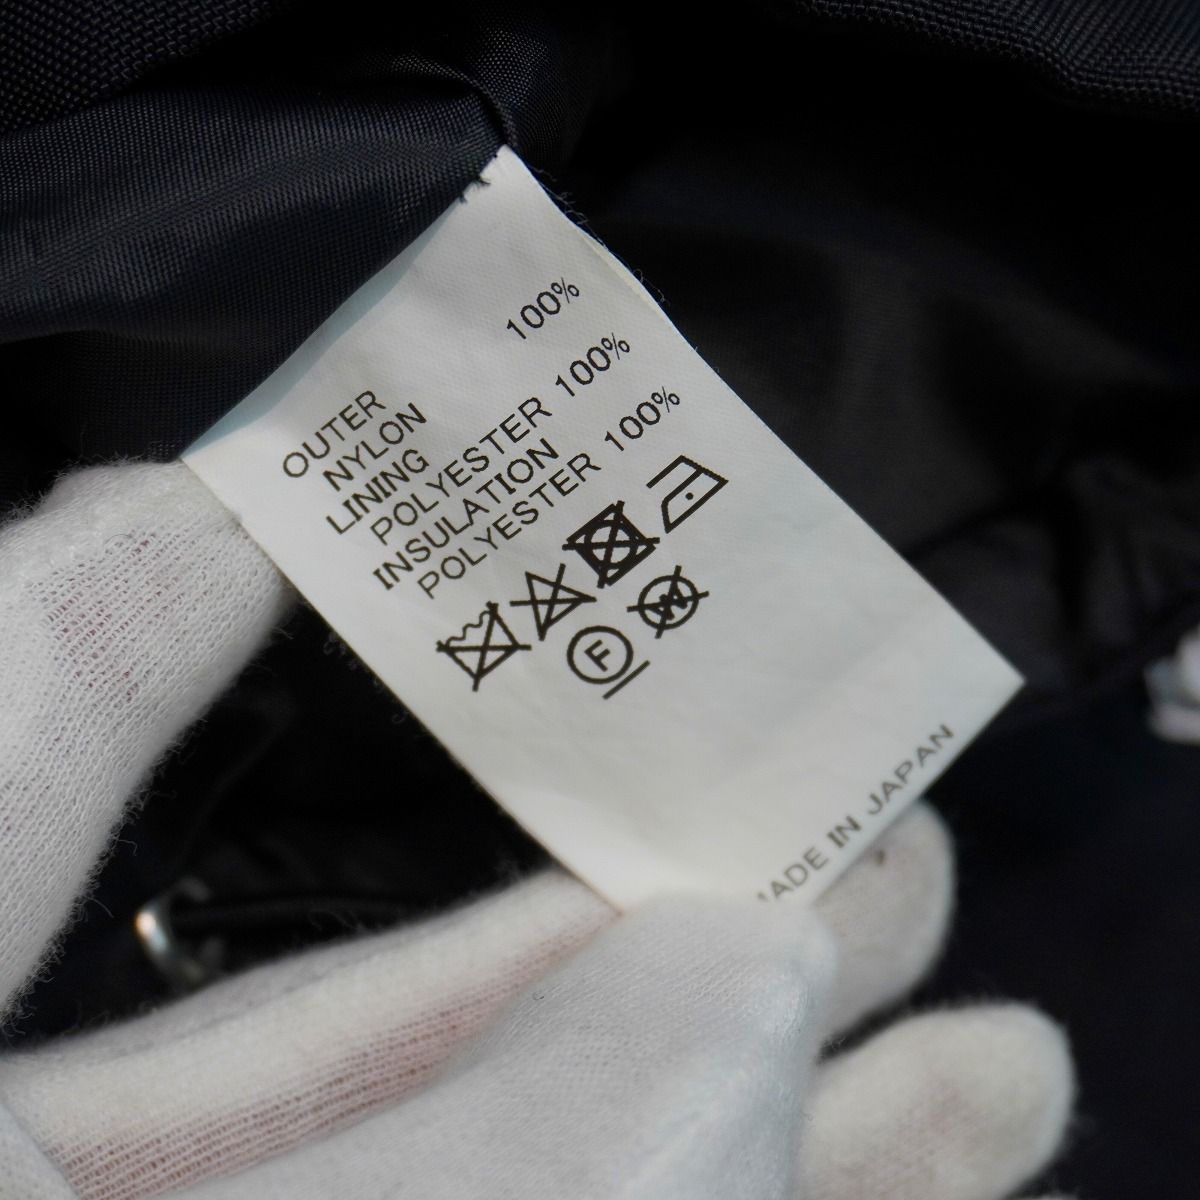 OUTER
NYLON 100%
LINING
POLYESTER 100%
INSULATION
POLYESTER 100%
F
W
MADE IN JAPAN